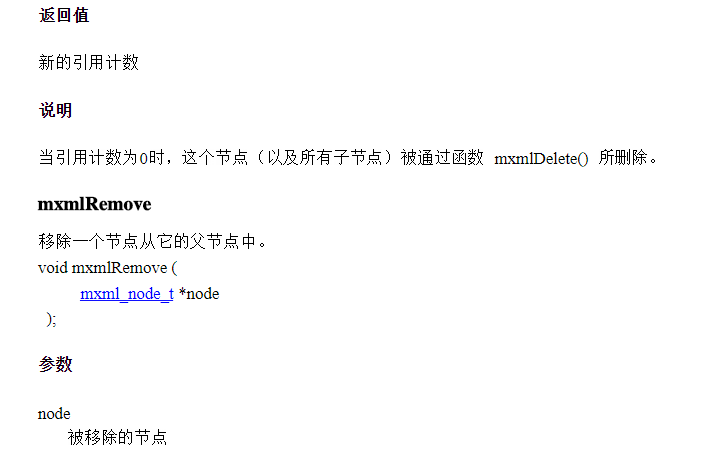 返回值
新的引用计数
说明
当引用计数为0时，这个节点（以及所有子节点）被通过函数 mxmlDelete() 所删除。
mxmlRemove
移除一个节点从它的父节点中。
void mxmlRemove (
mxml_node_t *node
);
参数
node
被移除的节点